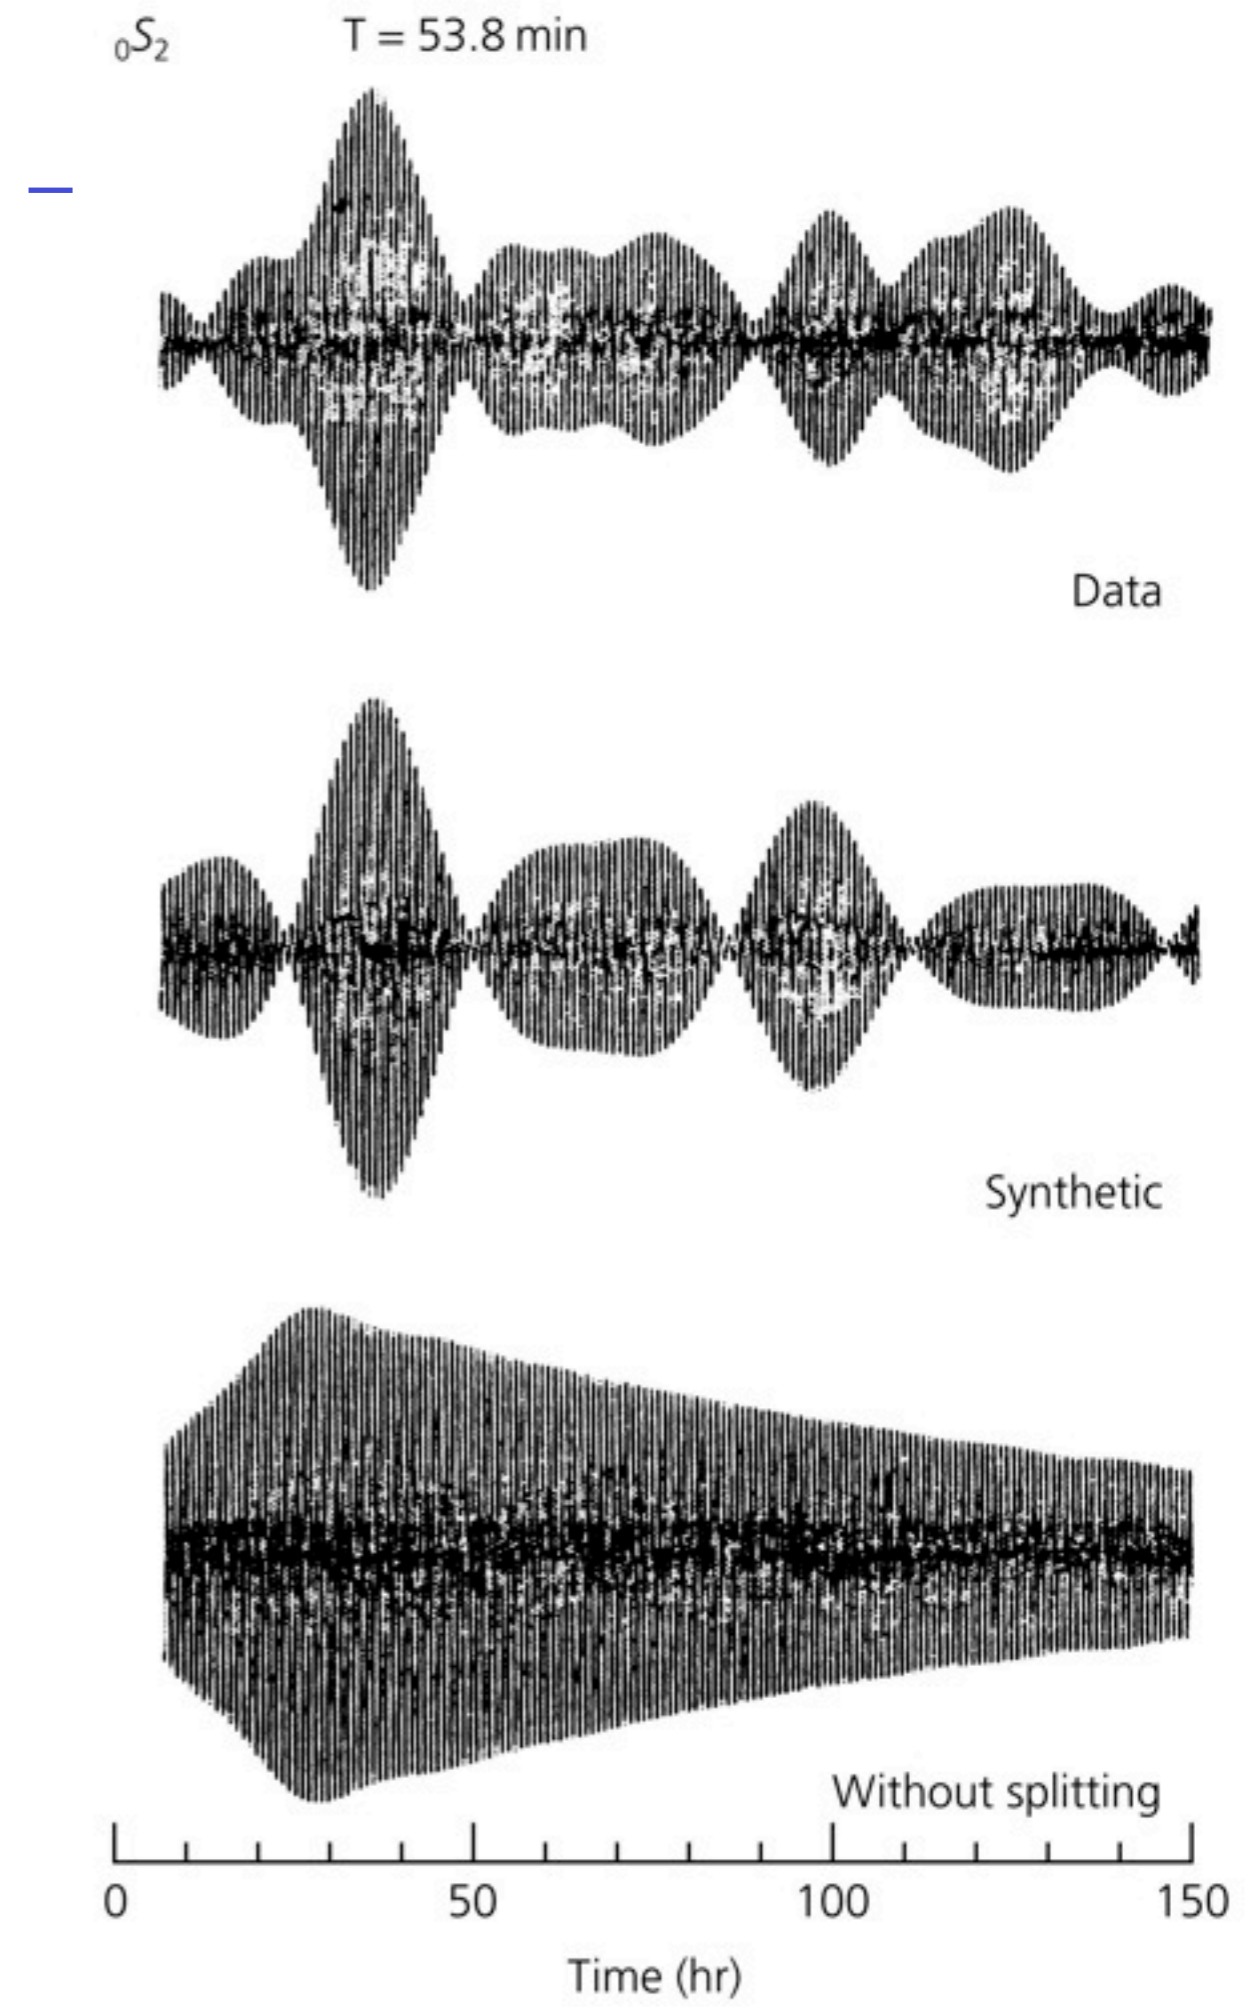 ₀S₂ T = 53.8 min
Data
Synthetic
Without splitting
0 50 100 150
Time (hr)